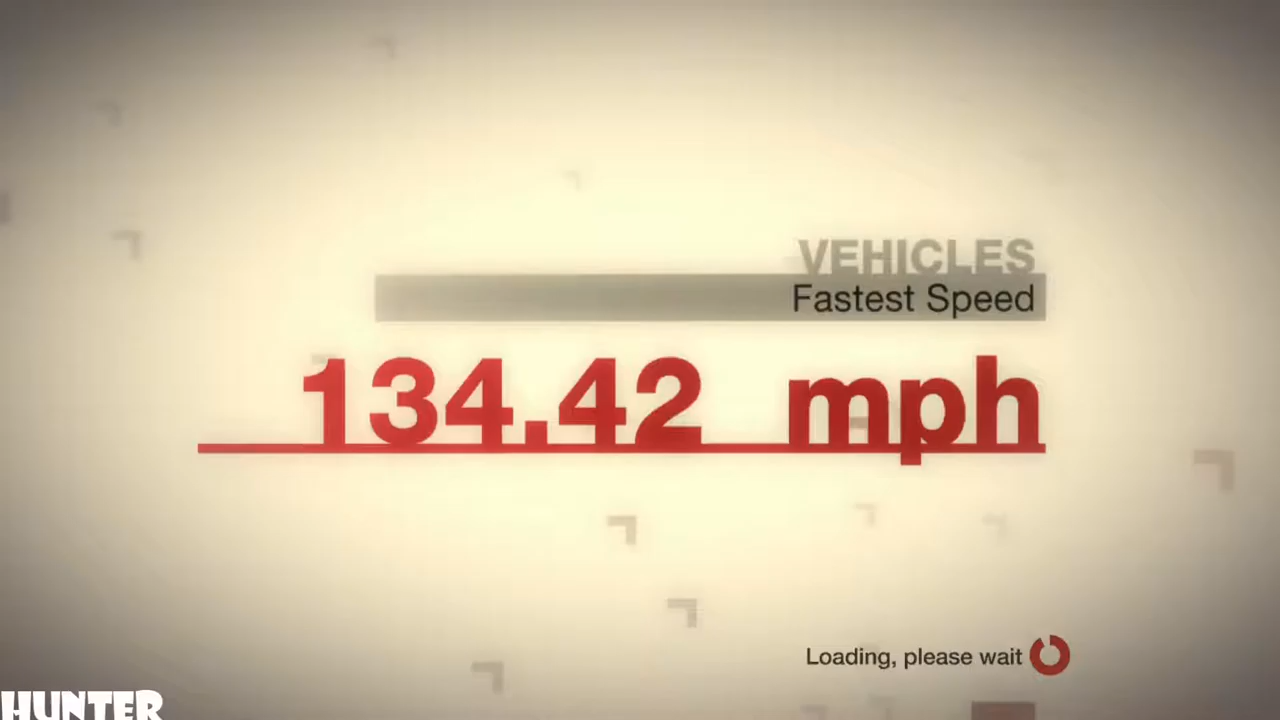 VEHICLES
Fastest Speed
134.42 mph
Loading, please wait
HUNTER